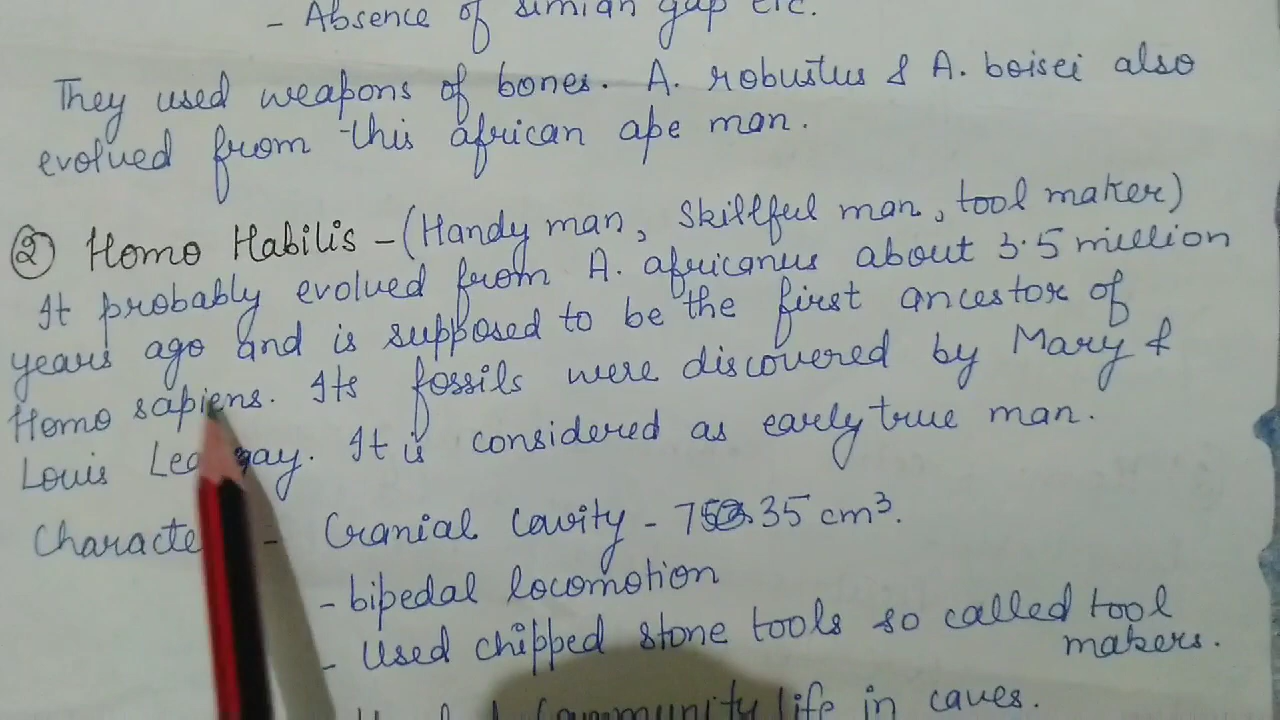 - Absence of simian gap etc.
They used weapons of bones. A. robustus & A. boisei also
evolved from this african ape man.
② Homo Habilis - (Handy man, Skillful man, tool maker)
It probably evolved from A. africanus about 3.5 million
years ago and is supposed to be the first ancestor of
Homo sapiens. Its fossils were discovered by Mary &
Louis. It is considered as early true man.
- Cranial Cavity - 735 cm³.
- bipedal locomotion
- Used chipped stone tools so called tool
makers.
Community life in caves.